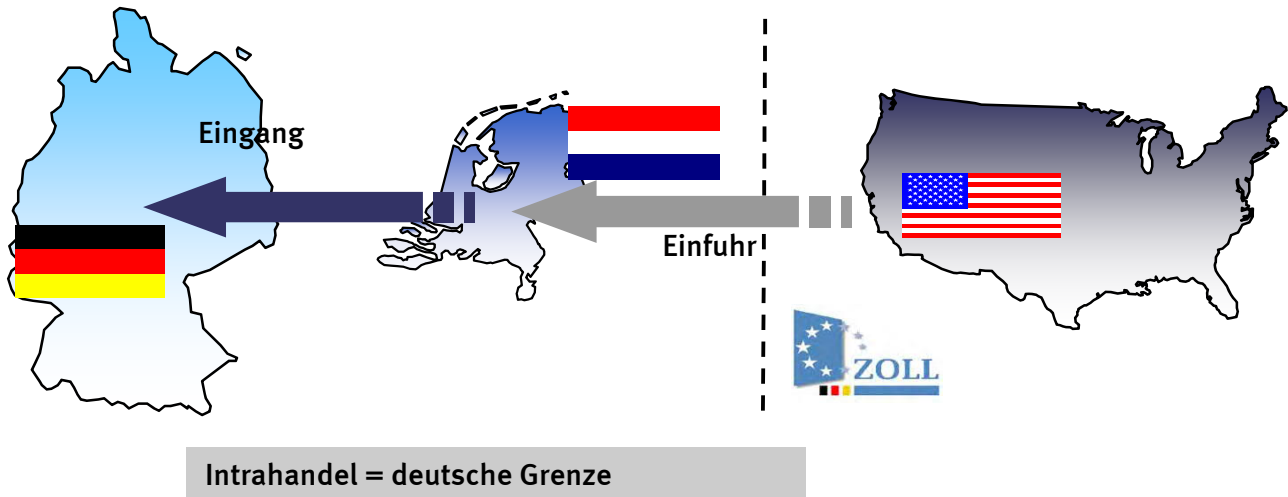 Eingang
Einfuhr
ZOLL
Intrahandel = deutsche Grenze